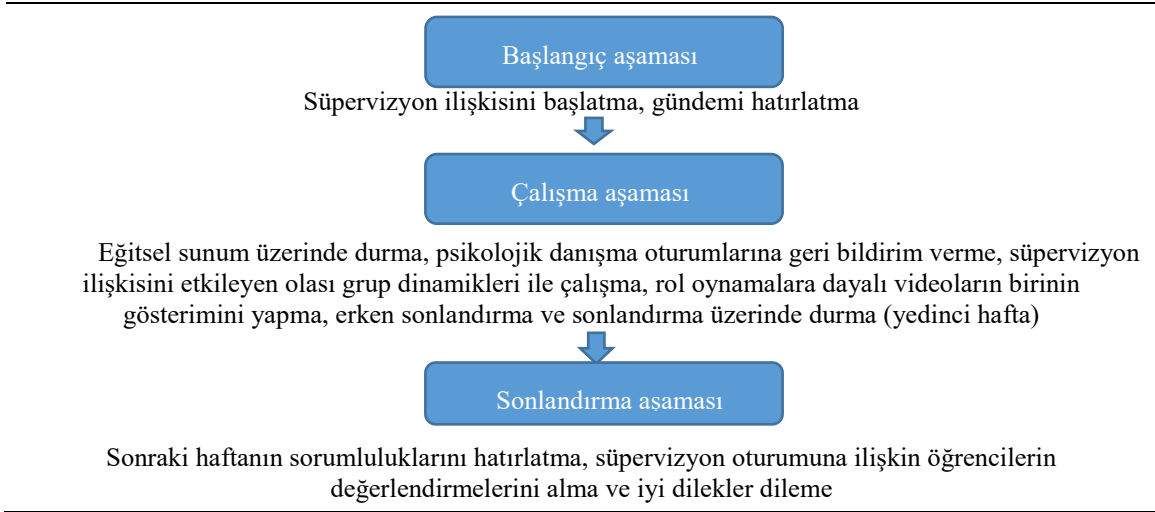 Başlangıç aşaması
Süpervizyon ilişkisini başlatma, gündemi hatırlatma
Çalışma aşaması
Eğitsel sunum üzerinde durma, psikolojik danışma oturumlarına geri bildirim verme, süpervizyon
ilişkisini etkileyen olası grup dinamikleri ile çalışma, rol oynamalara dayalı videoların birinin
gösterimini yapma, erken sonlandırma ve sonlandırma üzerinde durma (yedinci hafta)
Sonlandırma aşaması
Sonraki haftanın sorumluluklarını hatırlatma, süpervizyon oturumuna ilişkin öğrencilerin
değerlendirmelerini alma ve iyi dilekler dileme